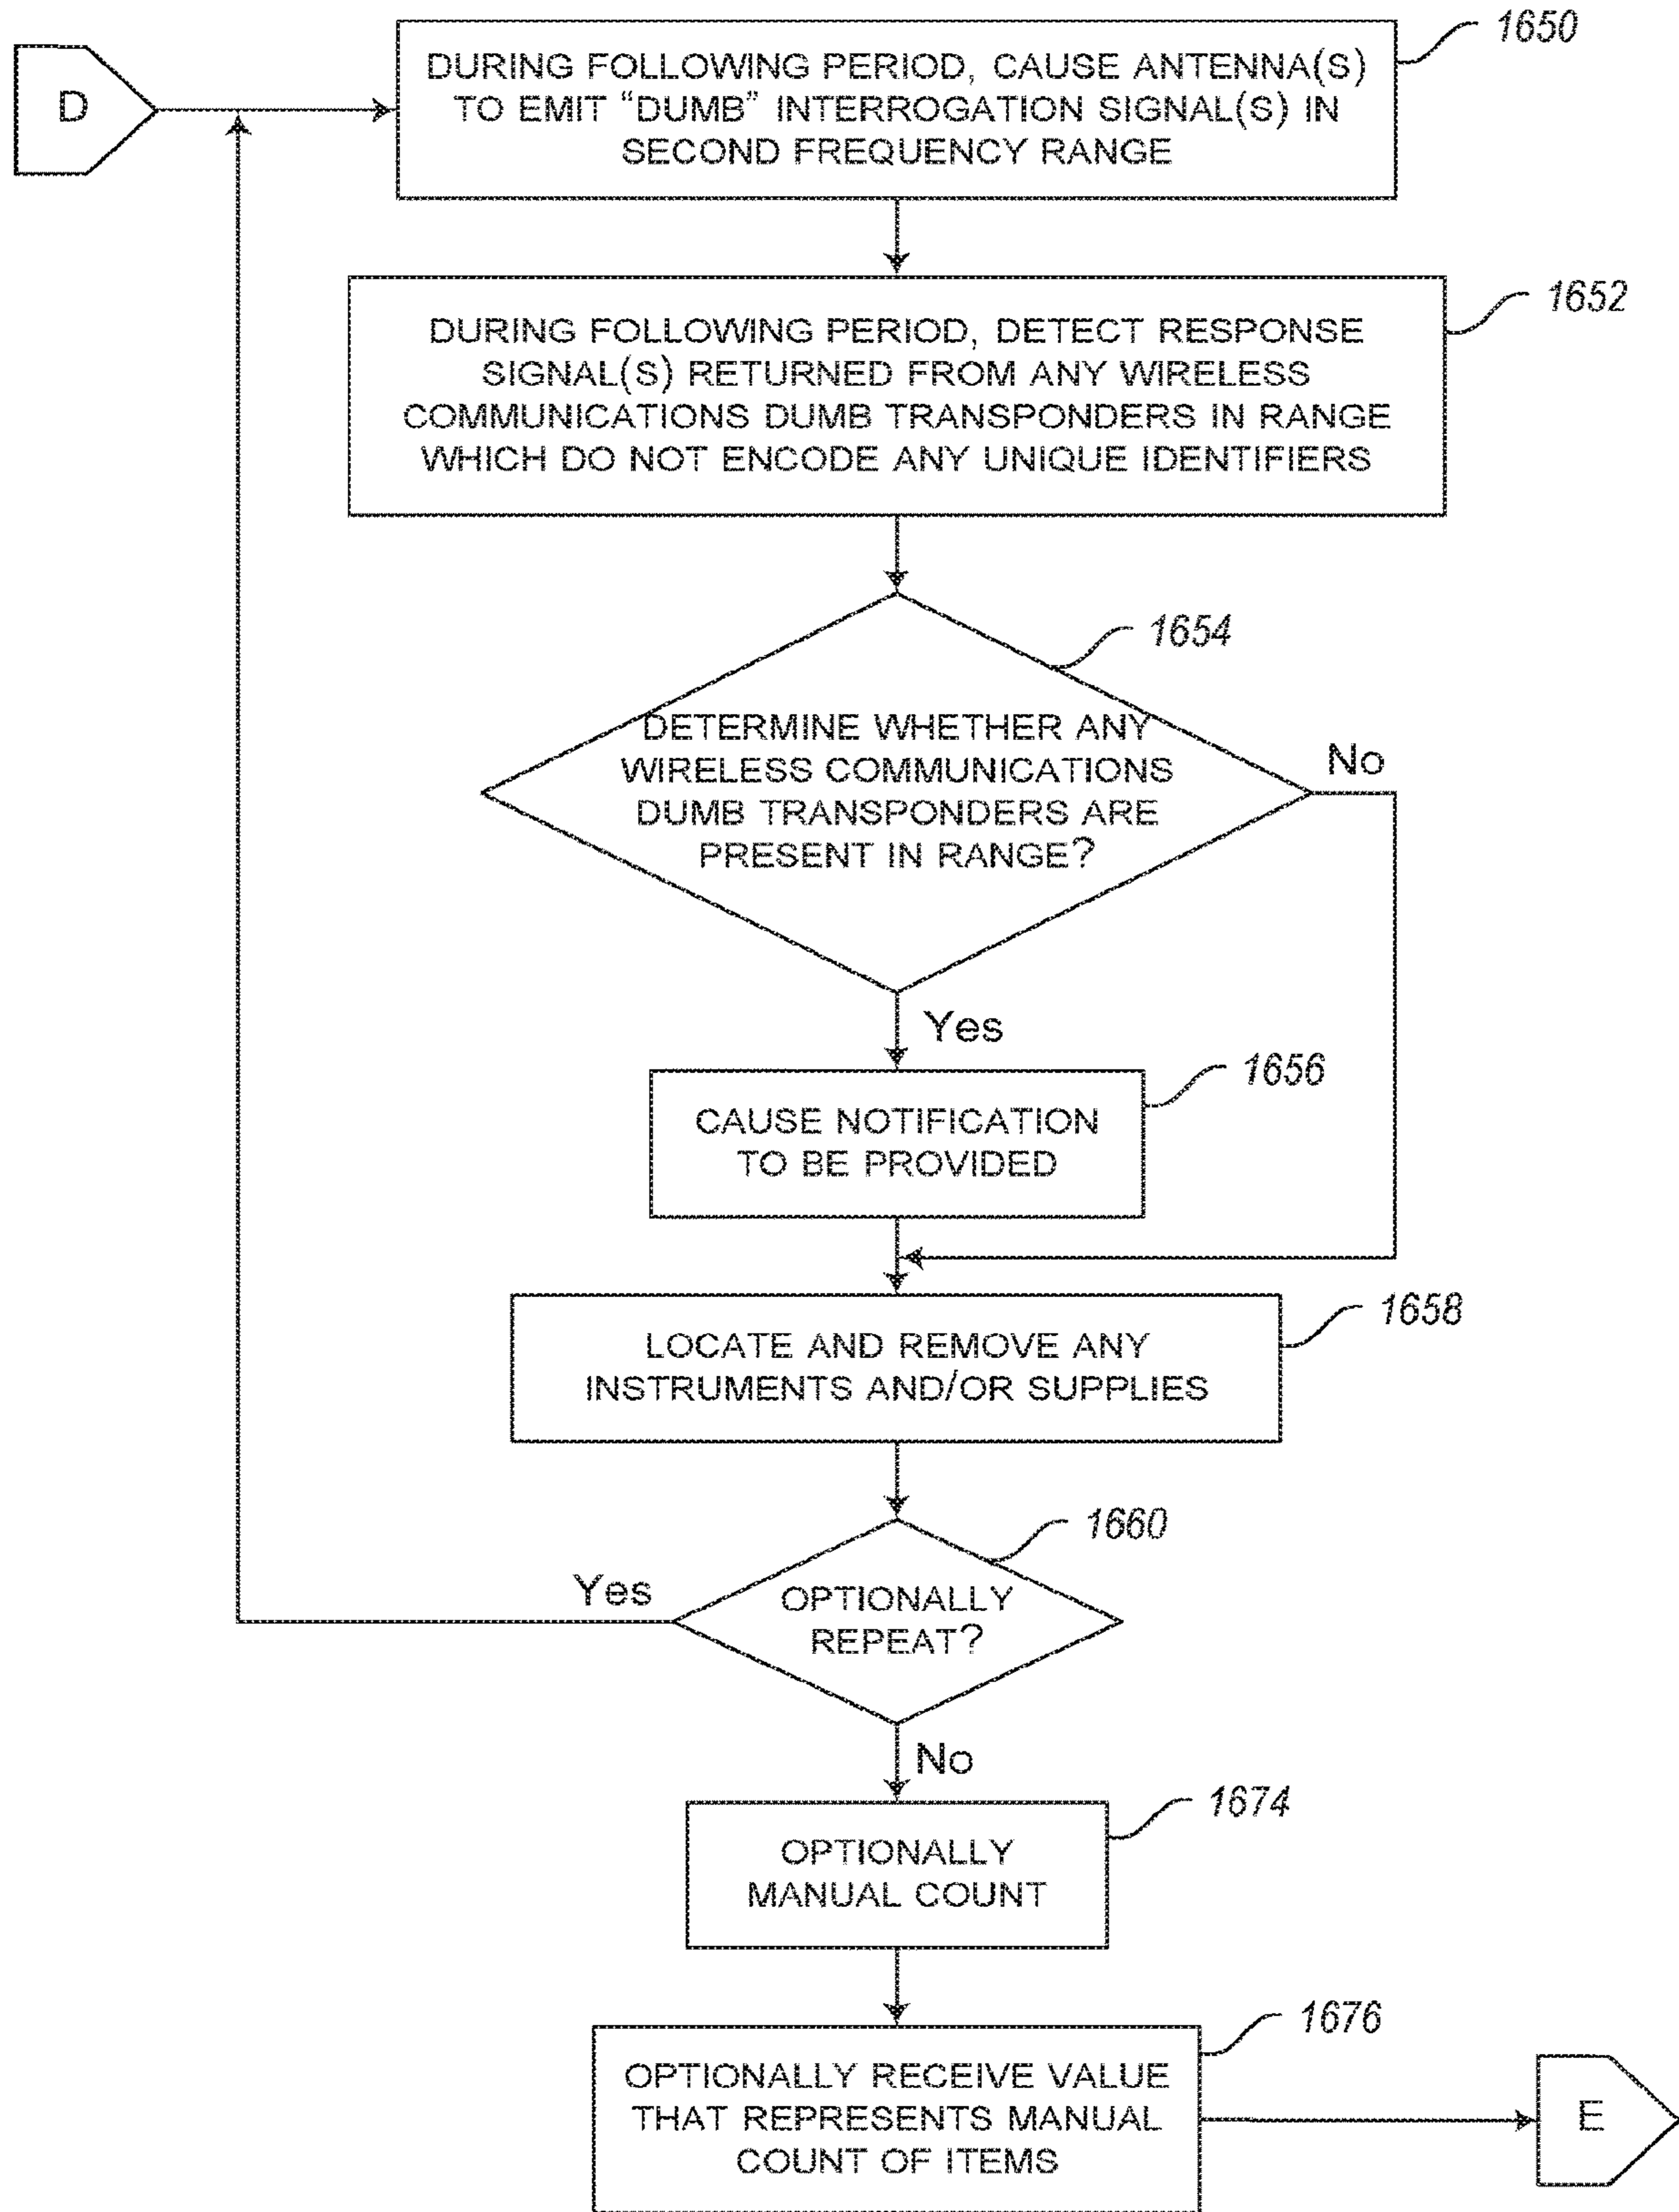 D
1650
DURING FOLLOWING PERIOD, CAUSE ANTENNA(S)
TO EMIT “DUMB” INTERROGATION SIGNAL(S) IN
SECOND FREQUENCY RANGE
1652
DURING FOLLOWING PERIOD, DETECT RESPONSE
SIGNAL(S) RETURNED FROM ANY WIRELESS
COMMUNICATIONS DUMB TRANSPONDERS IN RANGE
WHICH DO NOT ENCODE ANY UNIQUE IDENTIFIERS
1654
DETERMINE WHETHER ANY
WIRELESS COMMUNICATIONS
DUMB TRANSPONDERS ARE
PRESENT IN RANGE?
No
Yes
1656
CAUSE NOTIFICATION
TO BE PROVIDED
1658
LOCATE AND REMOVE ANY
INSTRUMENTS AND/OR SUPPLIES
1660
OPTIONALLY
REPEAT?
Yes
No
1674
OPTIONALLY
MANUAL COUNT
1676
OPTIONALLY RECEIVE VALUE
THAT REPRESENTS MANUAL
COUNT OF ITEMS
E